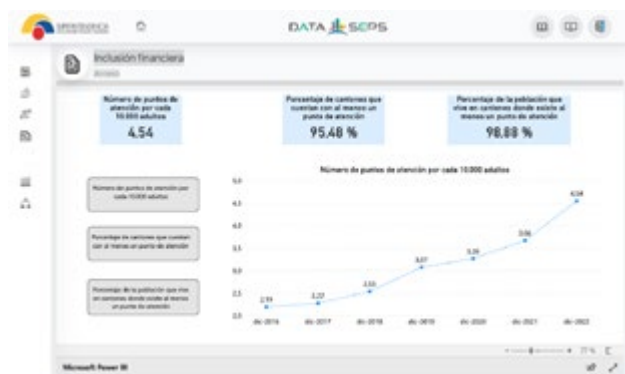 DATA SEPS
Inclusión financiera
Acceso
Número de puntos de
atención por cada
10.000 adultos
4.54
Porcentaje de cantones que
cuentan con al menos un
punto de atención
95.48 %
Porcentaje de la población que
vive en cantones donde existe al
menos un punto de atención
98.88 %
Número de puntos de atención por cada 10.000 adultos
Número de puntos de atención por
cada 10.000 adultos
Porcentaje de cantones que cuentan
con al menos un punto de atención
Porcentaje de la población que vive
en cantones donde existe al menos
un punto de atención
5,0
4,5
4,0
3,5
3,0
2,5
2,0
2,22
3,07
3,66
4,54
dic-2016 dic-2017 dic-2018 dic-2019 dic-2020 dic-2021 dic-2022
Microsoft Power BI